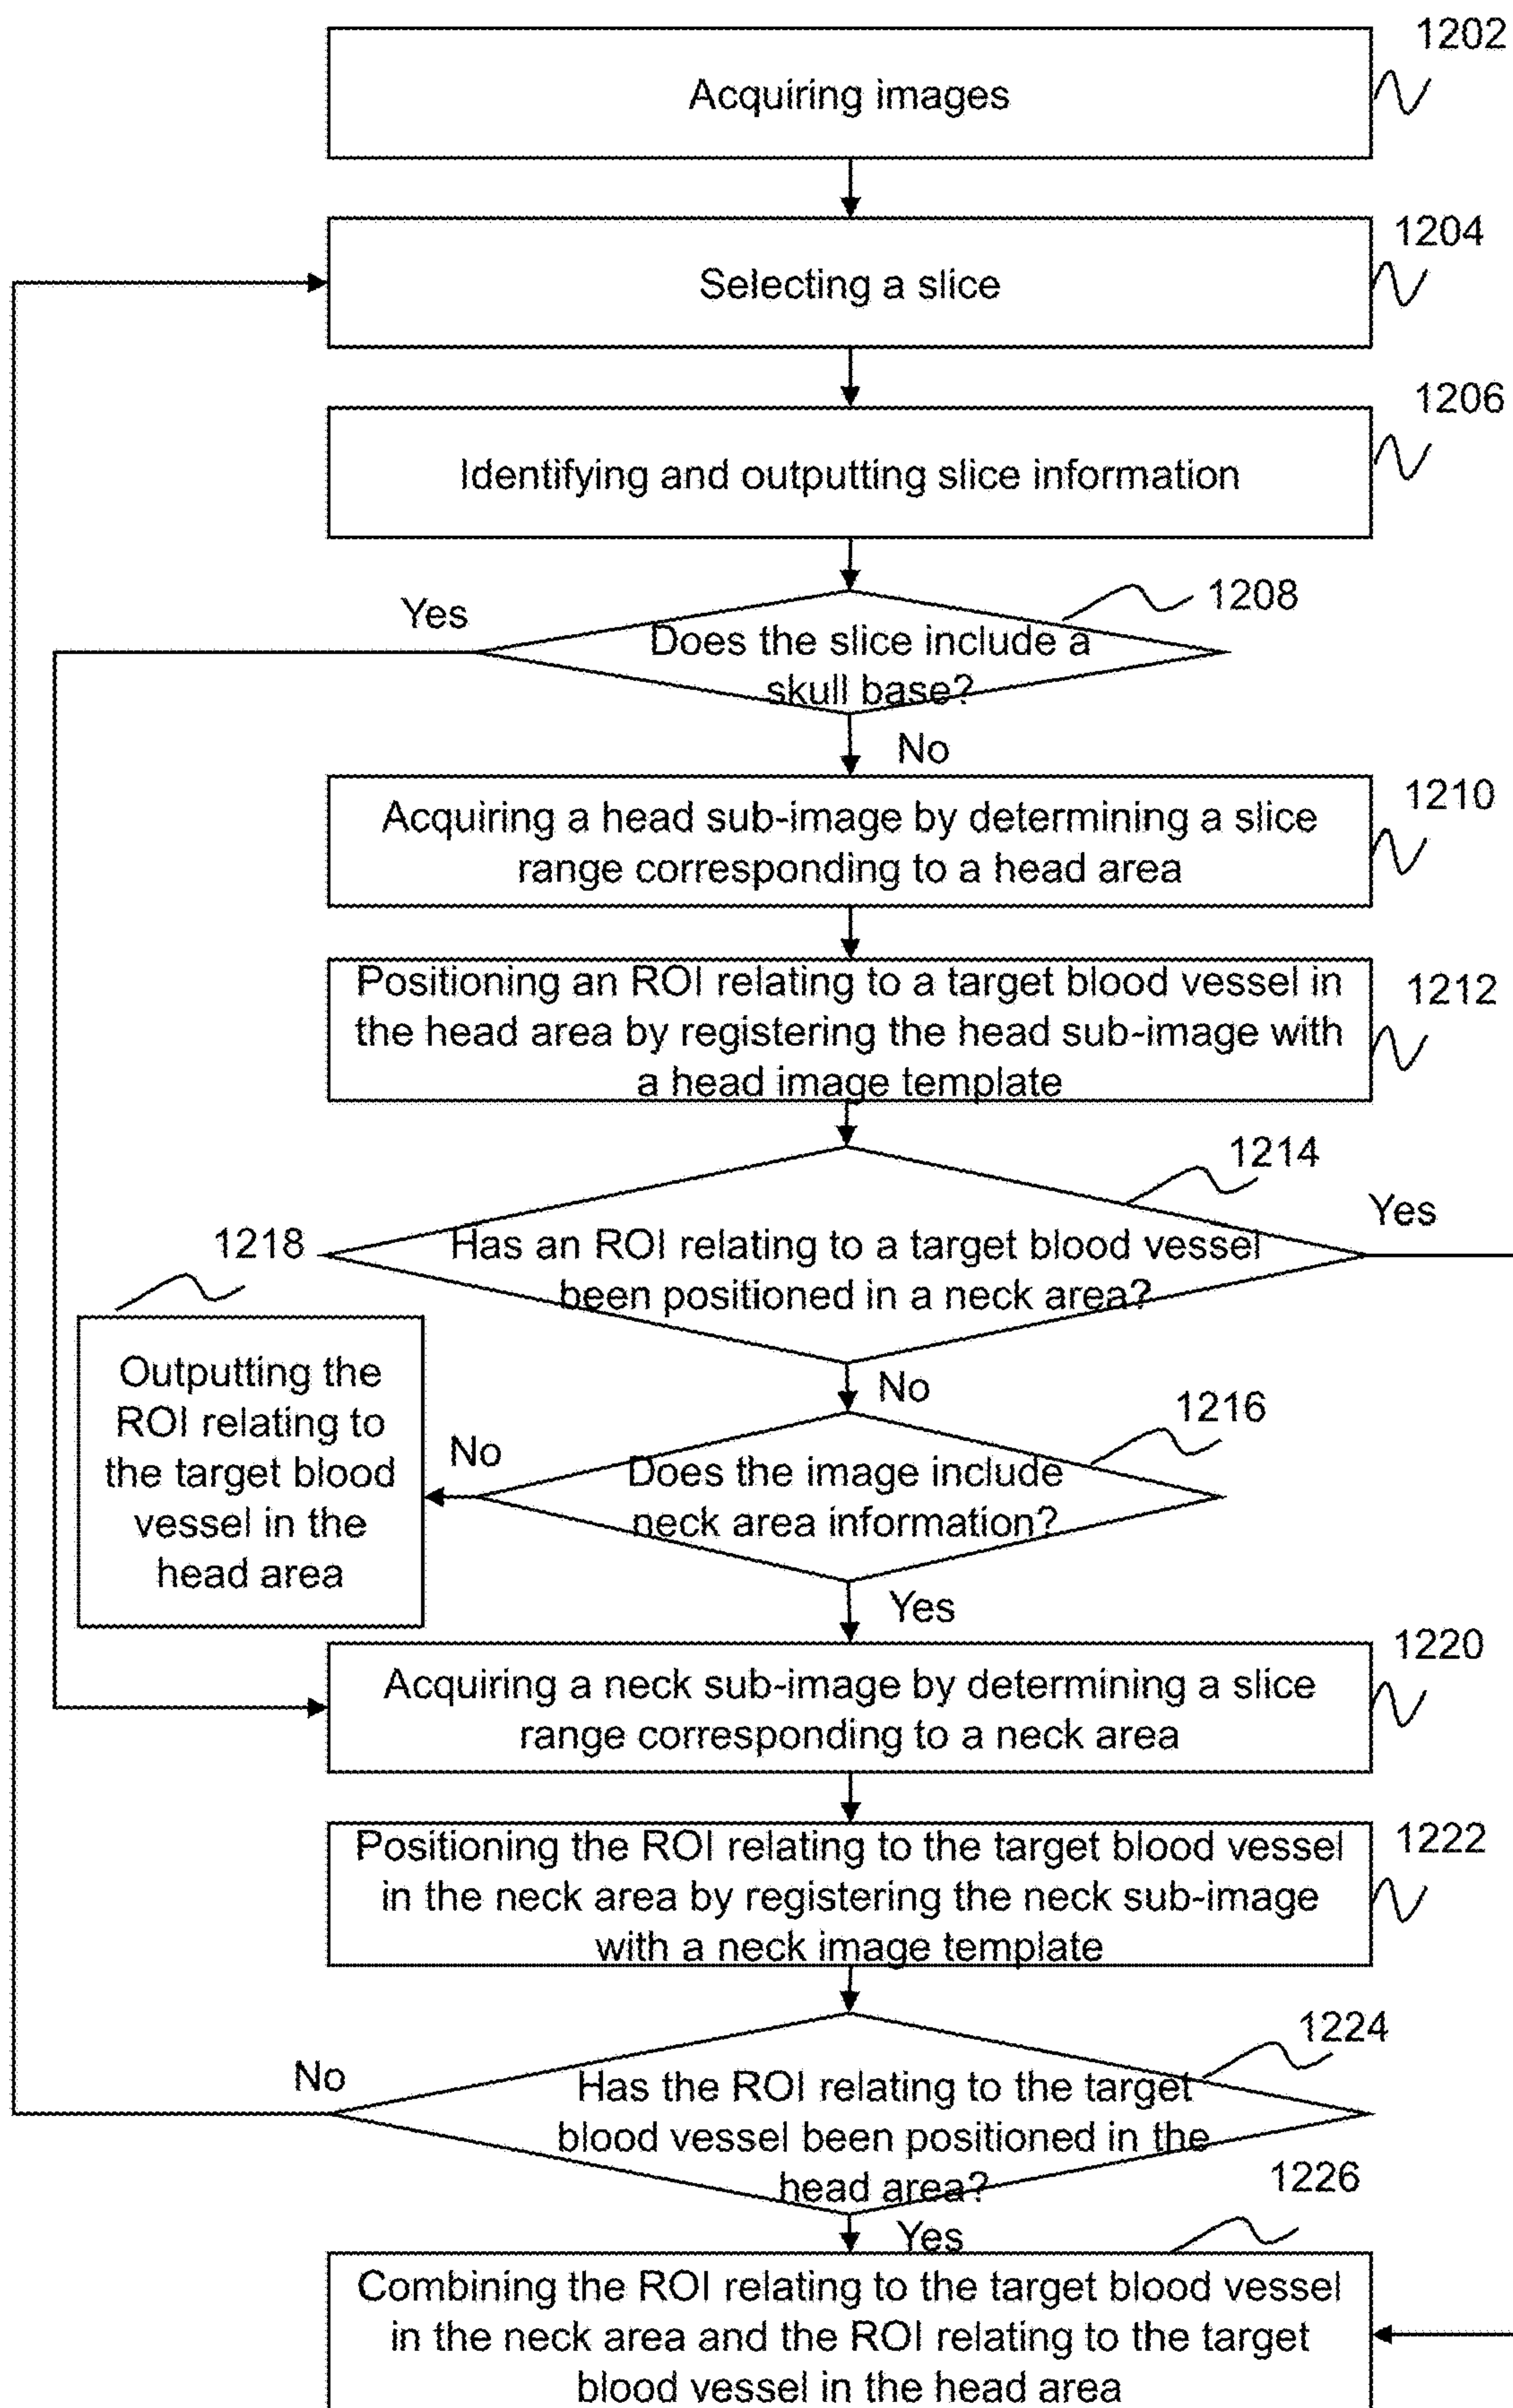 1202
Acquiring images
1204
Selecting a slice
1206
Identifying and outputting slice information
1208
Yes
Does the slice include a
skull base?
No
1210
Acquiring a head sub-image by determining a slice
range corresponding to a head area
1212
Positioning an ROI relating to a target blood vessel in
the head area by registering the head sub-image with
a head image template
1214
Yes
1218
Has an ROI relating to a target blood vessel
been positioned in a neck area?
Outputting the
ROI relating to
the target blood
vessel in the
head area
No
1216
No
Does the image include
neck area information?
Yes
1220
Acquiring a neck sub-image by determining a slice
range corresponding to a neck area
1222
Positioning the ROI relating to the target blood vessel
in the neck area by registering the neck sub-image
with a neck image template
1224
No
Has the ROI relating to the target
blood vessel been positioned in the
head area?
1226
Yes
Combining the ROI relating to the target blood vessel
in the neck area and the ROI relating to the target
blood vessel in the head area